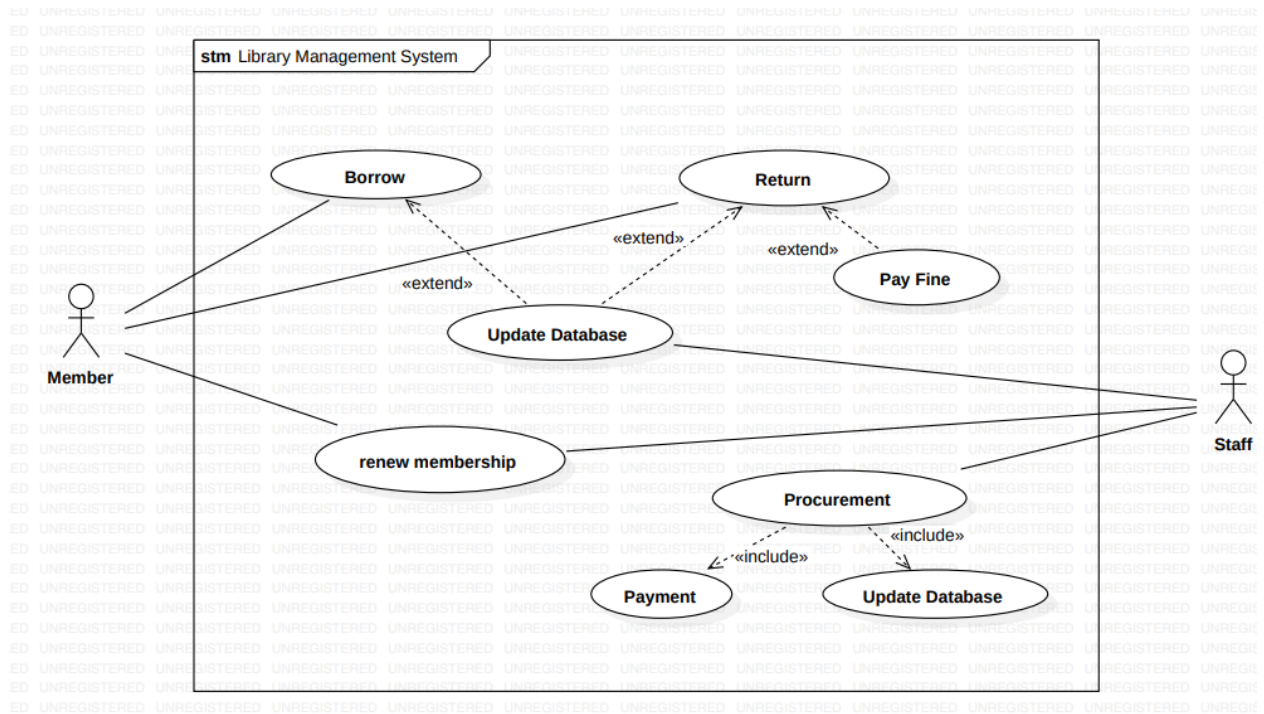 stm Library Management System
Borrow
Return
«extend»
«extend»
Pay Fine
«extend»
Update Database
Member
Staff
renew membership
Procurement
«include»
«include»
Payment
Update Database
UNREGISTERED